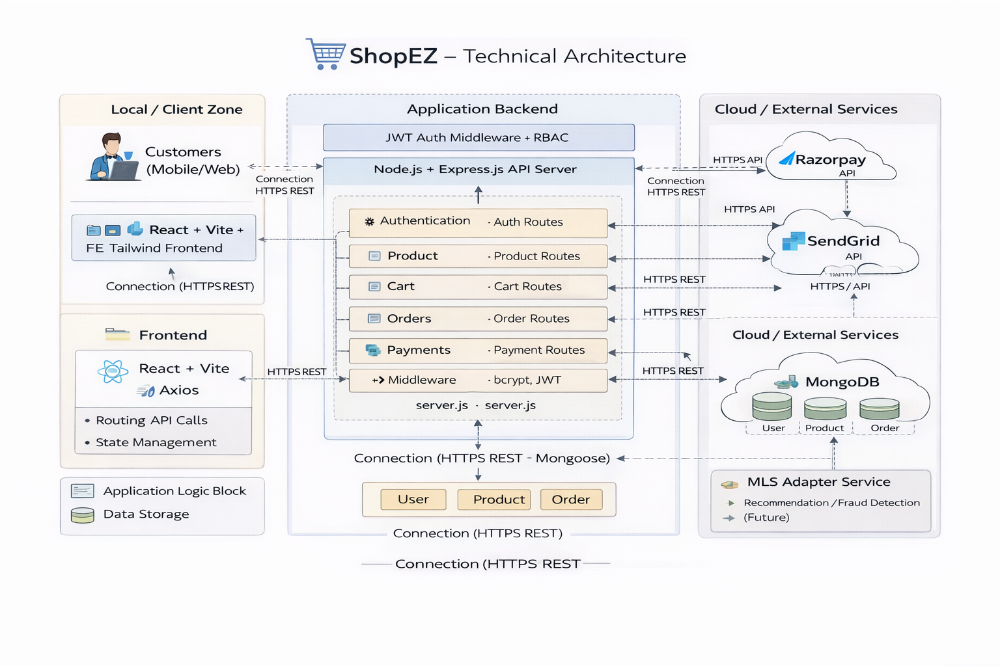 ShopEZ – Technical Architecture
Local / Client Zone
Customers
(Mobile/Web)
Connection
HTTPS REST
React + Vite +
FE Tailwind Frontend
Connection (HTTPS REST)
Frontend
React + Vite
Axios
• Routing API Calls
• State Management
HTTPS REST
Application Logic Block
Data Storage
Application Backend
JWT Auth Middleware + RBAC
Node.js + Express.js API Server
Authentication · Auth Routes
Product · Product Routes
Cart · Cart Routes
Orders · Order Routes
Payments · Payment Routes
Middleware · bcrypt, JWT
server.js · server.js
Connection (HTTPS REST - Mongoose)
User Product Order
Connection (HTTPS REST)
Connection (HTTPS REST
Cloud / External Services
HTTPS API
Razorpay
API
Connection
HTTPS REST
HTTPS API
SendGrid
API
HTTPS REST
HTTPS / API
HTTPS REST
Cloud / External Services
HTTPS REST
MongoDB
User Product Order
MLS Adapter Service
Recommendation /Fraud Detection
(Future)